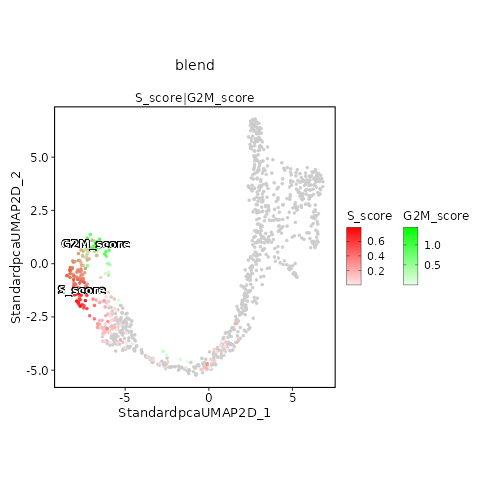 blend
S_score|G2M_score
StandardpcaUMAP2D_2
5.0
2.5
0.0
-2.5
-5.0
G2M_score
S_score
-5
0
5
StandardpcaUMAP2D_1
S_score
0.6
0.4
0.2
G2M_score
1.0
0.5